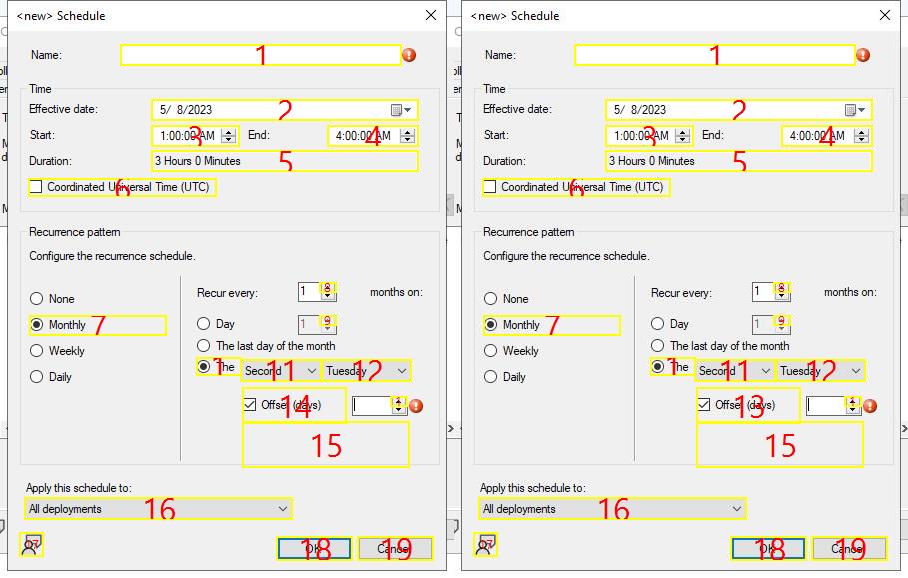 <new> Schedule
Name: 1
Time
Effective date: 5/ 8/2023 2
Start: 1:00:00 AM 3 End: 4:00:00 AM 4
Duration: 3 Hours 0 Minutes 5
Coordinated Universal Time (UTC) 6
Recurrence pattern
Configure the recurrence schedule.
None
Monthly 7
Weekly
Daily
Recur every: 1 8 months on:
Day 1 9
The last day of the month
The Second 11 Tuesday 12
Offset (days) 14
15
Apply this schedule to:
All deployments 16
OK 18 Cancel 19
<new> Schedule
Name: 1
Time
Effective date: 5/ 8/2023 2
Start: 1:00:00 AM 3 End: 4:00:00 AM 4
Duration: 3 Hours 0 Minutes 5
Coordinated Universal Time (UTC) 6
Recurrence pattern
Configure the recurrence schedule.
None
Monthly 7
Weekly
Daily
Recur every: 1 8 months on:
Day 1 9
The last day of the month
The Second 11 Tuesday 12
Offset (days) 13
15
Apply this schedule to:
All deployments 16
OK 18 Cancel 19